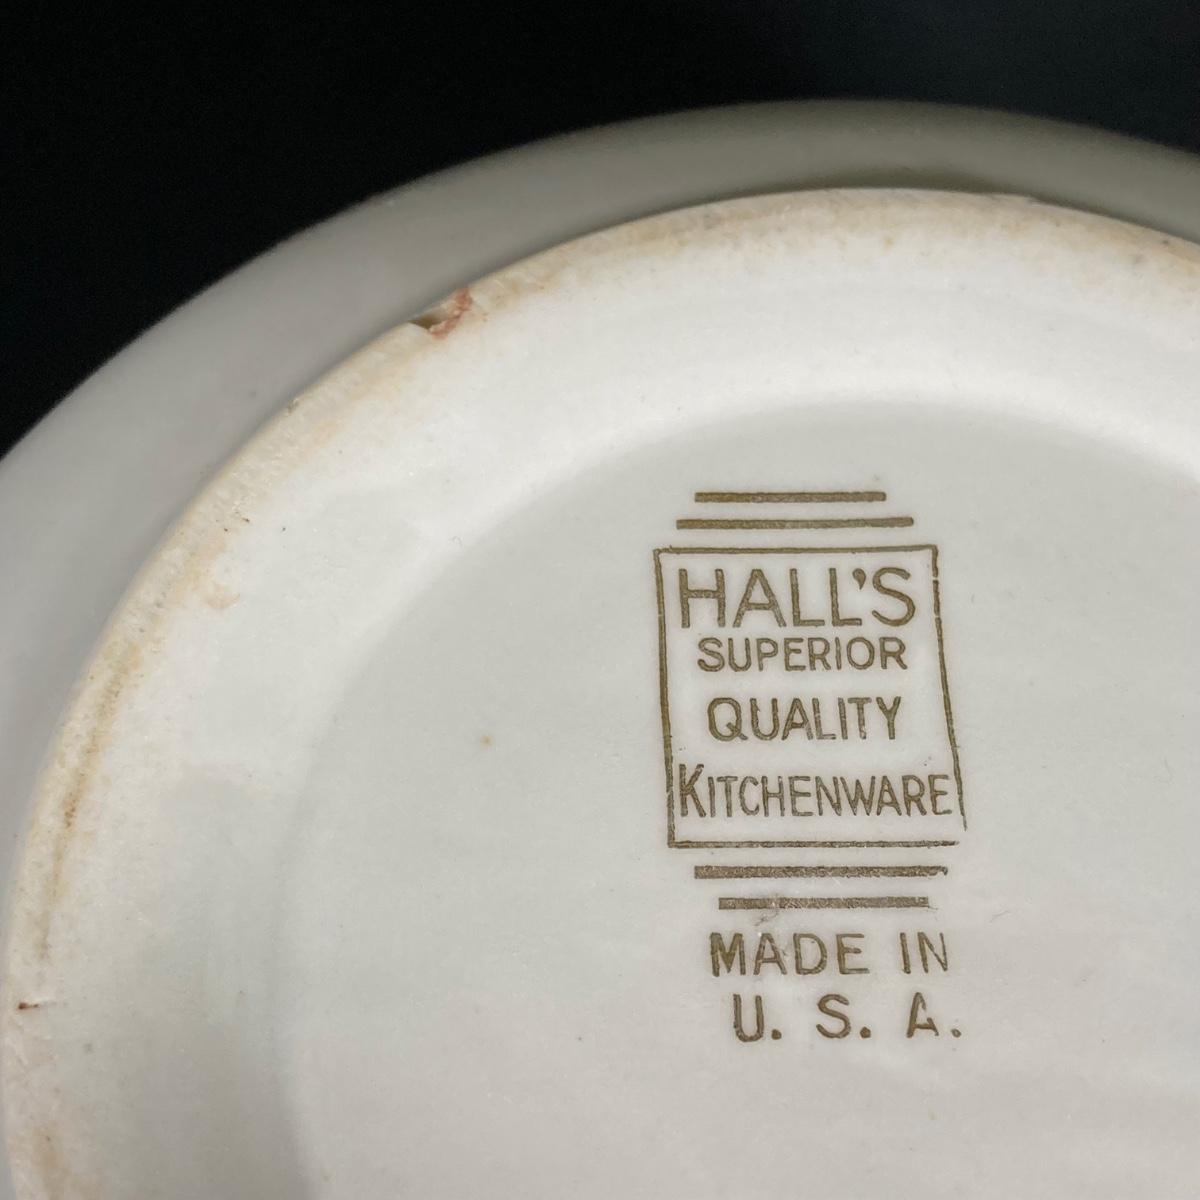 HALL'S
SUPERIOR
QUALITY
KITCHENWARE
MADE IN
U. S. A.